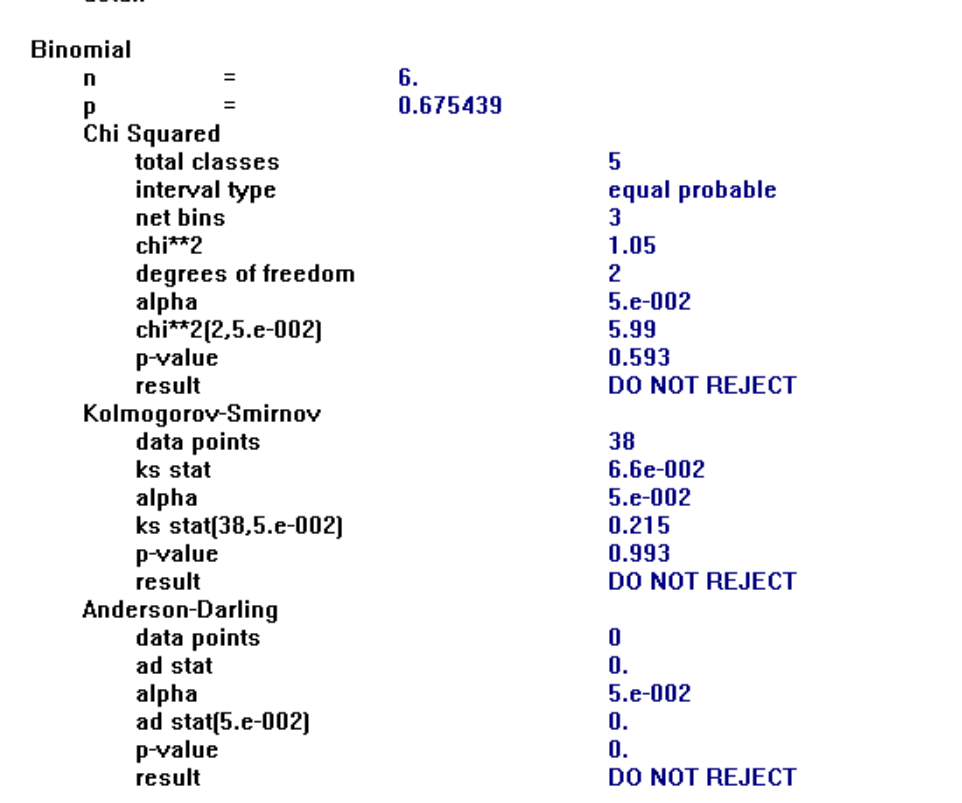 Binomial
n = 6.
p = 0.675439
Chi Squared
total classes 5
interval type equal probable
net bins 3
chi**2 1.05
degrees of freedom 2
alpha 5.e-002
chi**2(2,5.e-002) 5.99
p-value 0.593
result DO NOT REJECT
Kolmogorov-Smirnov
data points 38
ks stat 6.6e-002
alpha 5.e-002
ks stat(38,5.e-002) 0.215
p-value 0.993
result DO NOT REJECT
Anderson-Darling
data points 0
ad stat 0.
alpha 5.e-002
ad stat(5.e-002) 0.
p-value 0.
result DO NOT REJECT